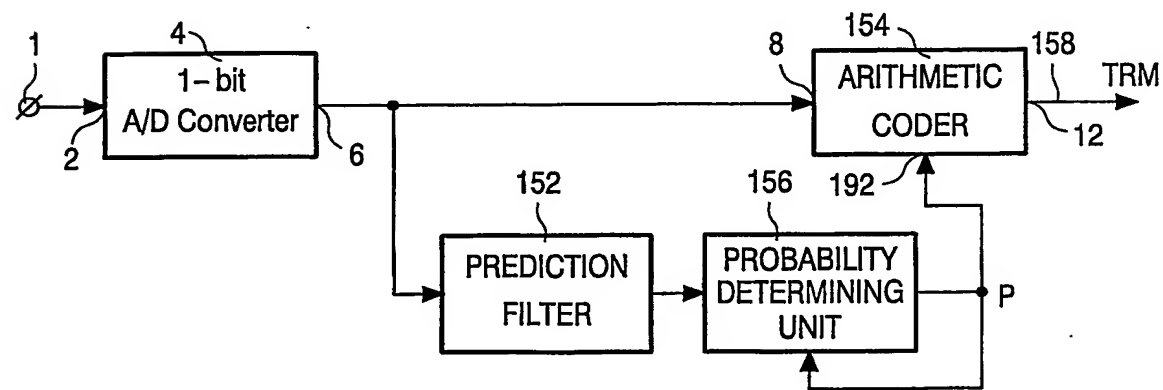 1
4
1-bit
A/D Converter
2
6
8
154
ARITHMETIC
CODER
158
TRM
12
192
152
PREDICTION
FILTER
156
PROBABILITY
DETERMINING
UNIT
P